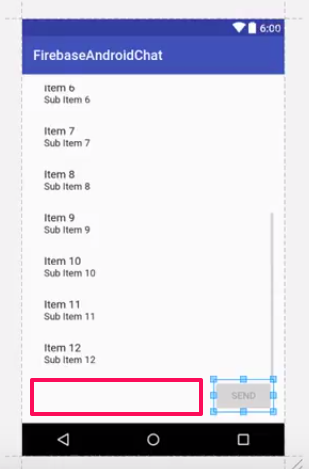 6:00
FirebaseAndroidChat
Item 6
Sub Item 6
Item 7
Sub Item 7
Item 8
Sub Item 8
Item 9
Sub Item 9
Item 10
Sub Item 10
Item 11
Sub Item 11
Item 12
Sub Item 12
SEND